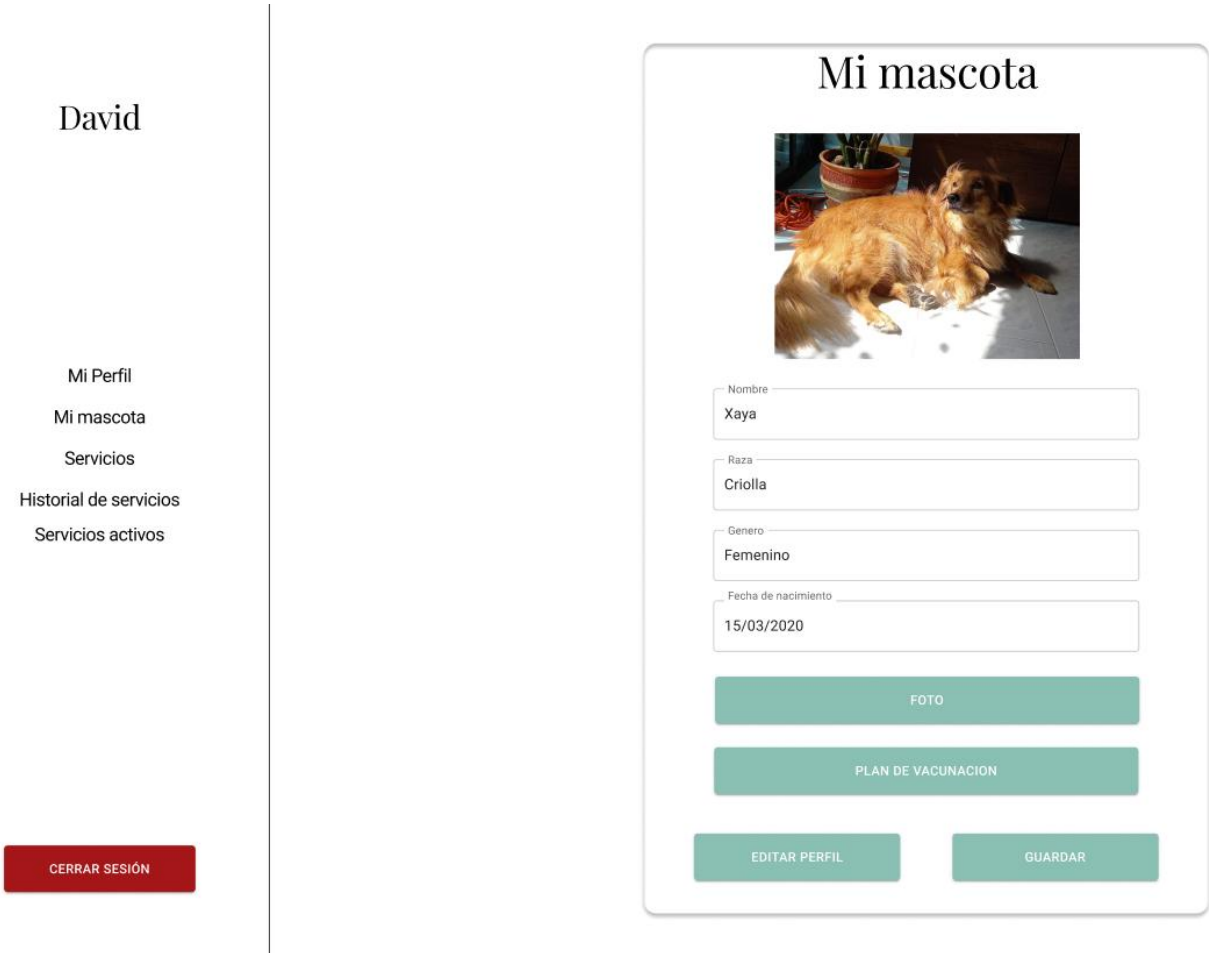 David
Mi Perfil
Mi mascota
Servicios
Historial de servicios
Servicios activos
CERRAR SESIÓN
Mi mascota
Nombre
Xaya
Raza
Criolla
Genero
Femenino
Fecha de nacimiento
15/03/2020
FOTO
PLAN DE VACUNACION
EDITAR PERFIL
GUARDAR